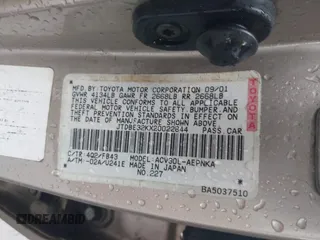 MFD. BY TOYOTA MOTOR CORPORATION 09/01
GVWR 4134LB GAWR FR 2668LB RR 2668LB
THIS VEHICLE CONFORMS TO ALL APPLICABLE
FEDERAL MOTOR VEHICLE SAFETY, BUMPER, AND
THEFT PREVENTION STANDARDS IN EFFECT ON THE
DATE OF MANUFACTURE SHOWN ABOVE.
JTDBE32KX20022644
PASS. CAR
TOYOTA
C/TR 4Q2/FB43 MODEL-ACV30L-AEPNKA
A/TM -02A/U241E MADE IN JAPAN
NO.227
BA5037510
DREAMBID